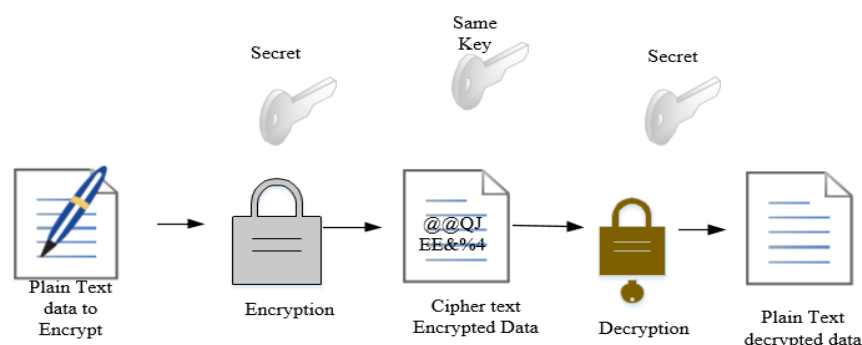 Secret
Same
Key
Secret
@@QJ
EE&%4
Plain Text
data to
Encrypt
Encryption
Cipher text
Encrypted Data
Decryption
Plain Text
decrypted data